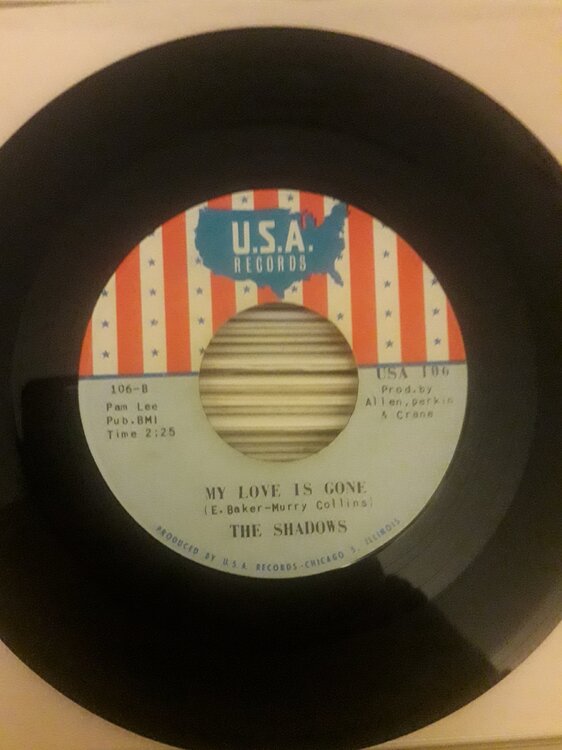 U.S.A.
RECORDS
106-B
Pam Lee
Pub.BMI
Time 2:25
USA 106
Prod.by
Allen,perkin
& Crane
MY LOVE IS GONE
(E.Baker-Murry Collins)
THE SHADOWS
PRODUCED BY U.S.A. RECORDS-CHICAGO 5, ILLINOIS